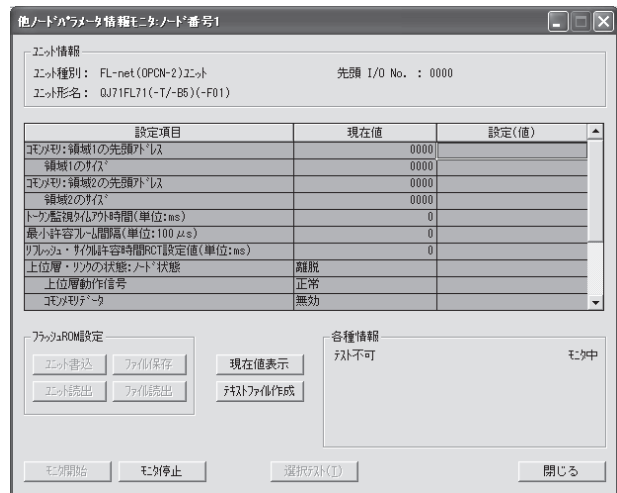 他ノードパラメータ情報モニタ:ノード番号1
ユニット情報
ユニット種別: FL-net(OPCN-2)ユニット 先頭 I/O No. : 0000
ユニット形名: QJ71FL71(-T/-B5)(-F01)
設定項目 現在値 設定(値)
コモンメモリ:領域1の先頭アドレス 0000
領域1のサイズ 0000
コモンメモリ:領域2の先頭アドレス 0000
領域2のサイズ 0000
トークン監視タイムアウト時間(単位:ms) 0
最小許容フレーム間隔(単位:100μs) 0
リフレッシュ・サイクル許容時間RCT設定値(単位:ms) 0
上位層・リンクの状態:ノード状態 離脱
上位層動作信号 正常
コモンメモリデータ 無効
フラッシュROM設定
ユニット書込 ファイル保存 現在値表示
ユニット読出 ファイル読出 テキストファイル作成
各種情報
テスト不可 モニタ中
モニタ開始 モニタ停止 選択テスト(T) 閉じる